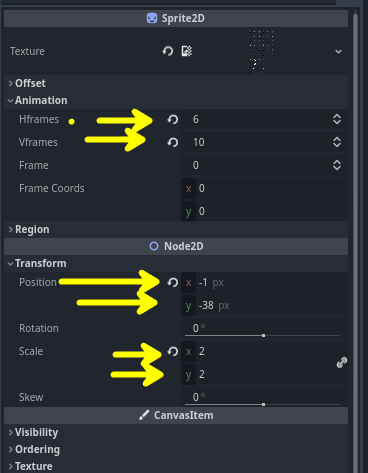 Sprite2D
Texture
Offset
Animation
Hframes 6
Vframes 10
Frame 0
Frame Coords x 0
y 0
Region
Node2D
Transform
Position x -1 px
y -38 px
Rotation 0 °
Scale x 2
y 2
Skew 0 °
CanvasItem
Visibility
Ordering
Texture